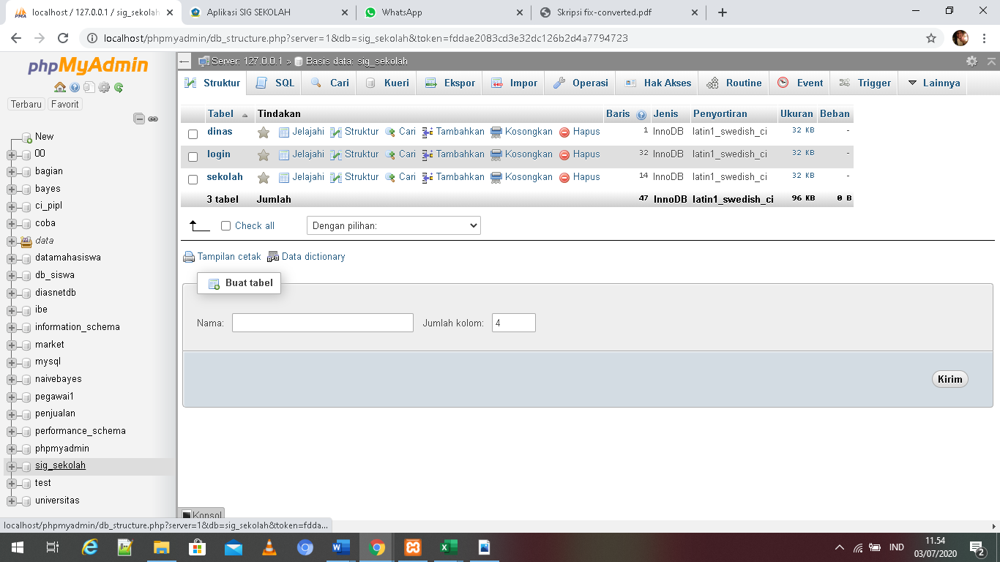 localhost / 127.0.0.1 / sig_sekolah
Aplikasi SIG SEKOLAH
WhatsApp
Skripsi fix-converted.pdf
localhost/phpmyadmin/db_structure.php?server=1&db=sig_sekolah&token=fddae2083cd3e32dc126b2d4a7794723
phpMyAdmin
Terbaru Favorit
New
00
bagian
bayes
ci_pipl
coba
data
datamahasiswa
db_siswa
diasnetdb
ibe
information_schema
market
mysql
naivebayes
pegawai1
penjualan
performance_schema
phpmyadmin
sig_sekolah
test
universitas
Server: 127.0.0.1 » Basis data: sig_sekolah
Struktur SQL Cari Kueri Ekspor Impor Operasi Hak Akses Routine Event Trigger Lainnya
Tabel Tindakan Baris Jenis Penyortiran Ukuran Beban
dinas Jelajahi Struktur Cari Tambahkan Kosongkan Hapus 1 InnoDB latin1_swedish_ci 32 KB -
login Jelajahi Struktur Cari Tambahkan Kosongkan Hapus 32 InnoDB latin1_swedish_ci 32 KB -
sekolah Jelajahi Struktur Cari Tambahkan Kosongkan Hapus 14 InnoDB latin1_swedish_ci 32 KB -
3 tabel Jumlah 47 InnoDB latin1_swedish_ci 96 KB 0 B
Check all Dengan pilihan:
Tampilan cetak Data dictionary
Buat tabel
Nama: Jumlah kolom: 4
Kirim
Konsol
localhost/phpmyadmin/db_structure.php?server=1&db=sig_sekolah&token=fdda...
IND
11.54
03/07/2020
2